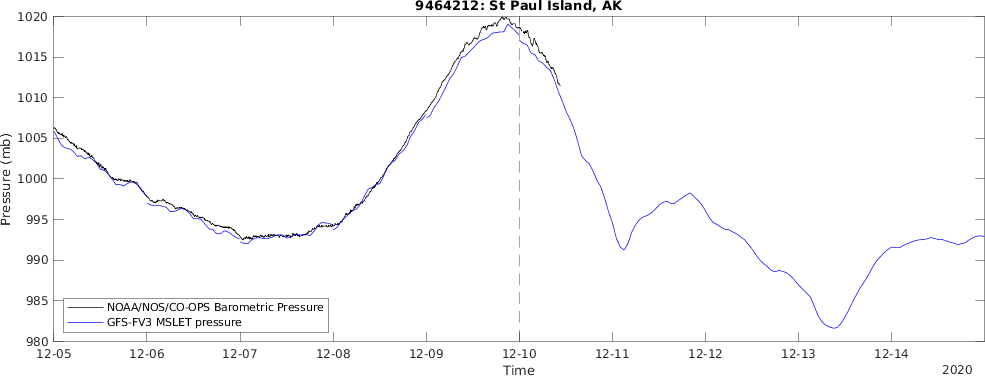 9464212: St Paul Island, AK
Pressure (mb)
1020
1015
1010
1005
1000
995
990
985
980
NOAA/NOS/CO-OPS Barometric Pressure
GFS-FV3 MSLET pressure
12-05 12-06 12-07 12-08 12-09 12-10 12-11 12-12 12-13 12-14
Time
2020